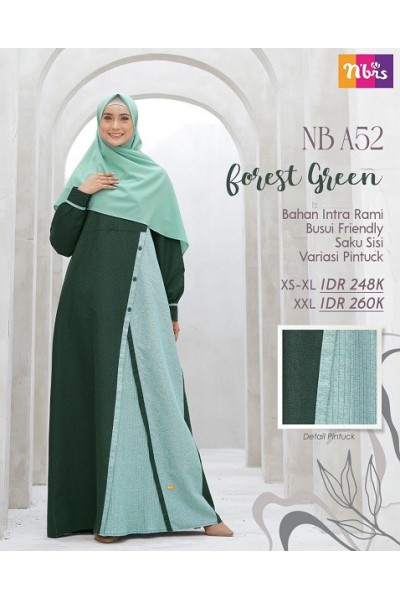 Nbrs
NB A52
forest Green
Bahan Intra Rami
Busui Friendly
Saku Sisi
Variasi Pintuck
XS-XL IDR 248K
XXL IDR 260K
Detail Pintuck